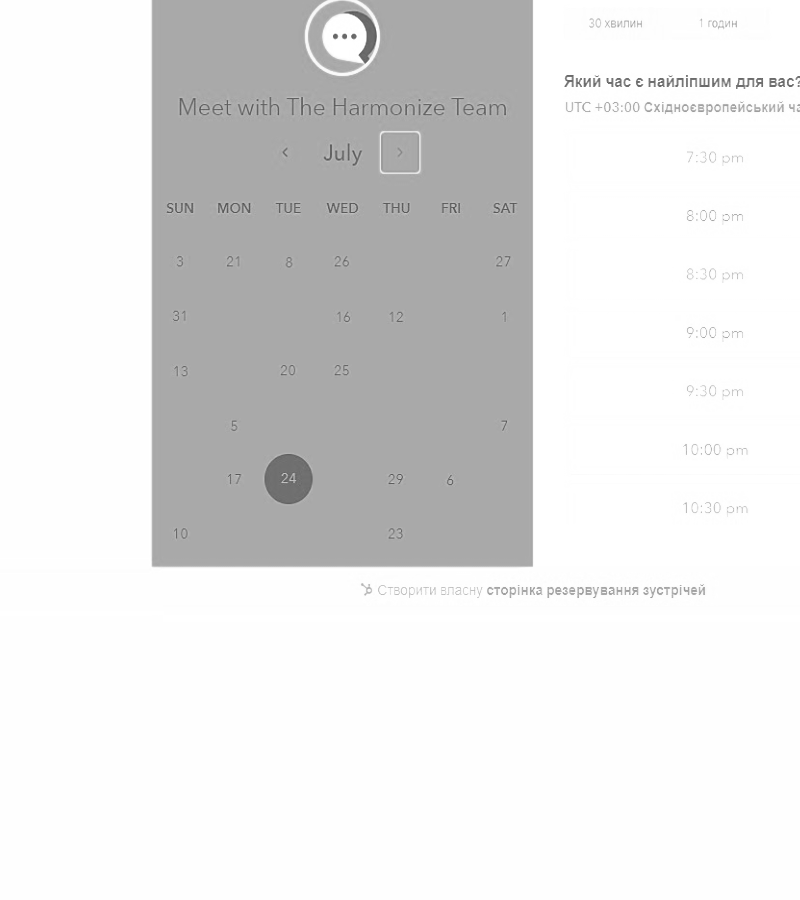 30 хвилин 1 годин
Meet with The Harmonize Team
July
SUN MON TUE WED THU FRI SAT
3 21 8 26 27
31 16 12 1
13 20 25
5 7
17 24 29 6
10 23
Який час є найліпшим для вас?
UTC +03:00 Східноєвропейський ча
7:30 pm
8:00 pm
8:30 pm
9:00 pm
9:30 pm
10:00 pm
10:30 pm
Створити власну сторінка резервування зустрічей